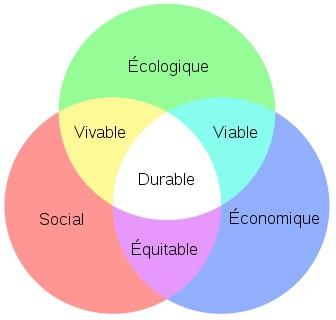 Écologique
Vivable
Viable
Durable
Social
Économique
Équitable